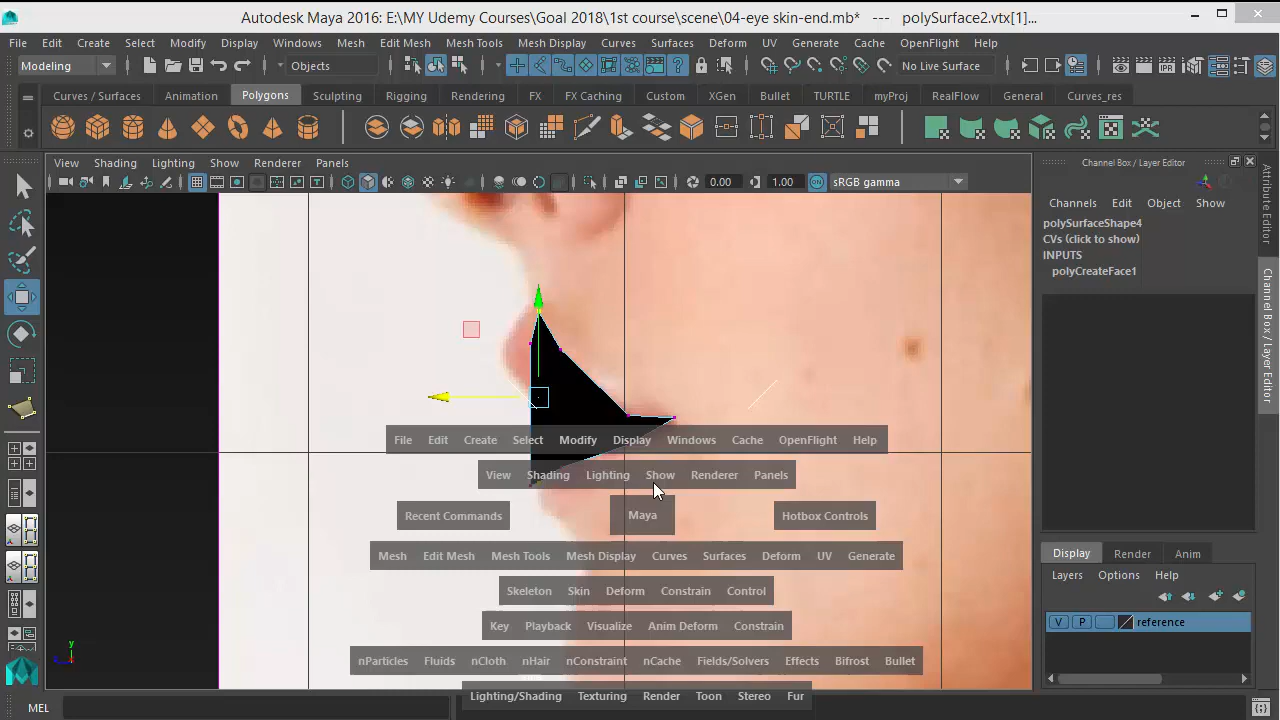 Autodesk Maya 2016: E:\MY Udemy Courses\Goal 2018\1st course\scene\04-eye skin-end.mb* --- polySurface2.vtx[1]...
File Edit Create Select Modify Display Windows Mesh Edit Mesh Mesh Tools Mesh Display Curves Surfaces Deform UV Generate Cache OpenFlight Help
Modeling Objects No Live Surface
Curves / Surfaces Animation Polygons Sculpting Rigging Rendering FX FX Caching Custom XGen Bullet TURTLE myProj RealFlow General Curves_res
View Shading Lighting Show Renderer Panels
0.00 1.00 sRGB gamma
Channel Box / Layer Editor
Channels Edit Object Show
polySurfaceShape4
CVs (click to show)
INPUTS
polyCreateFace1
Attribute Editor
Channel Box / Layer Editor
File Edit Create Select Modify Display Windows Cache OpenFlight Help
View Shading Lighting Show Renderer Panels
Recent Commands Maya Hotbox Controls
Mesh Edit Mesh Mesh Tools Mesh Display Curves Surfaces Deform UV Generate
Skeleton Skin Deform Constrain Control
Key Playback Visualize Anim Deform Constrain
nParticles Fluids nCloth nHair nConstraint nCache Fields/Solvers Effects Bifrost Bullet
Lighting/Shading Texturing Render Toon Stereo Fur
Display Render Anim
Layers Options Help
V P reference
y
MEL